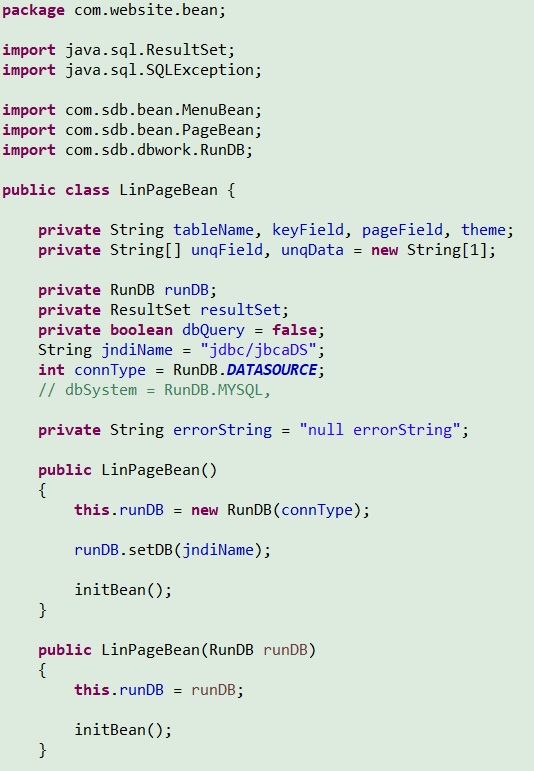 package com.website.bean;
import java.sql.ResultSet;
import java.sql.SQLException;
import com.sdb.bean.MenuBean;
import com.sdb.bean.PageBean;
import com.sdb.dbwork.RunDB;
public class LinPageBean {
private String tableName, keyField, pageField, theme;
private String[] unqField, unqData = new String[1];
private RunDB runDB;
private ResultSet resultSet;
private boolean dbQuery = false;
String jndiName = "jdbc/jbcaDS";
int connType = RunDB.DATASOURCE;
// dbSystem = RunDB.MYSQL,
private String errorString = "null errorString";
public LinPageBean()
{
this.runDB = new RunDB(connType);
runDB.setDB(jndiName);
initBean();
}
public LinPageBean(RunDB runDB)
{
this.runDB = runDB;
initBean();
}